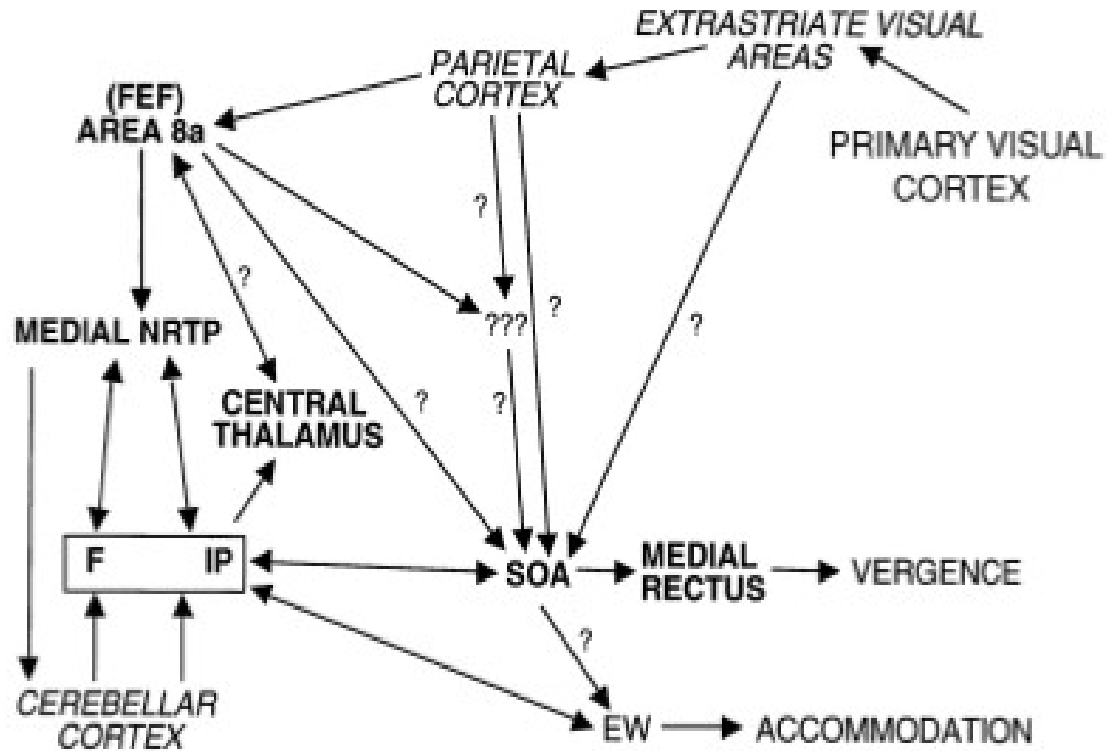 EXTRASTRIATE VISUAL
AREAS
PARIETAL
CORTEX
(FEF)
AREA 8a
PRIMARY VISUAL
CORTEX
?
?
???
?
?
MEDIAL NRTP
CENTRAL
THALAMUS
?
?
F IP
SOA
MEDIAL
RECTUS
VERGENCE
?
CEREBELLAR
CORTEX
EW
ACCOMMODATION